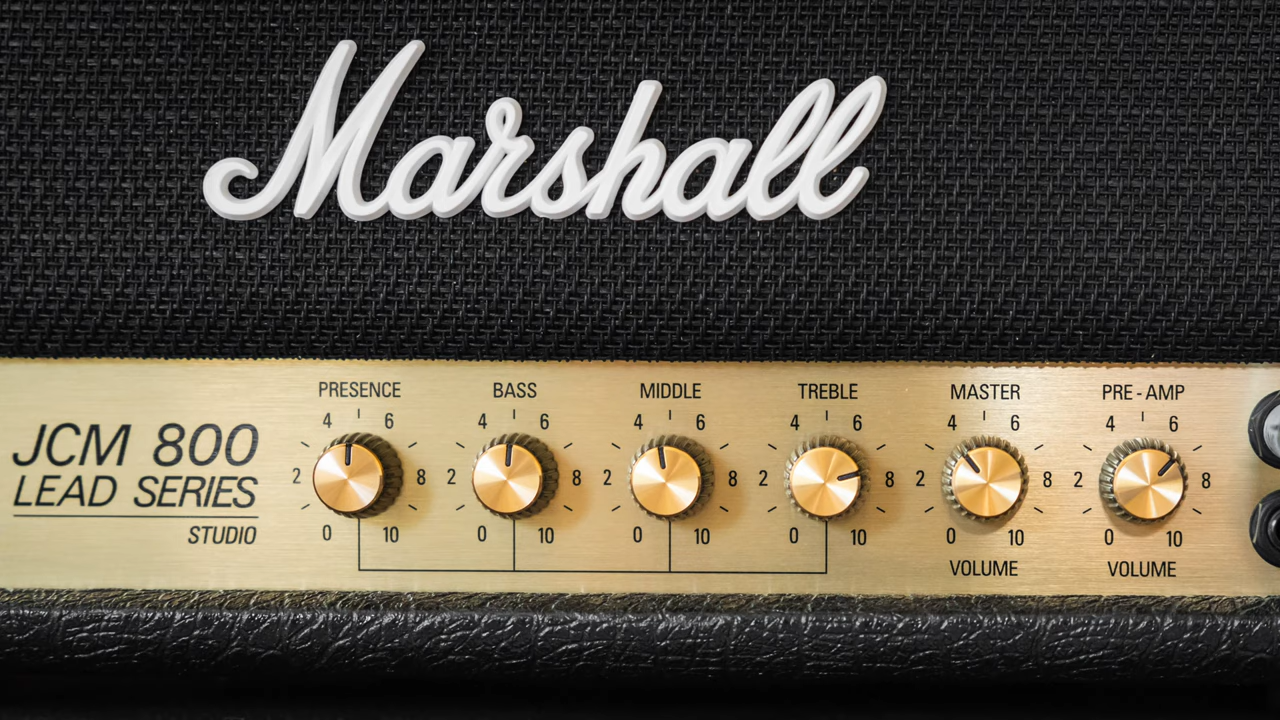 Marshall
PRESENCE BASS MIDDLE TREBLE MASTER PRE-AMP
4 6 4 6 4 6 4 6 4 6 4 6
JCM 800
2 8 2 8 2 8 2 8 2 8 2 8
LEAD SERIES
STUDIO 0 10 0 10 0 10 0 10 0 10 0 10
VOLUME VOLUME